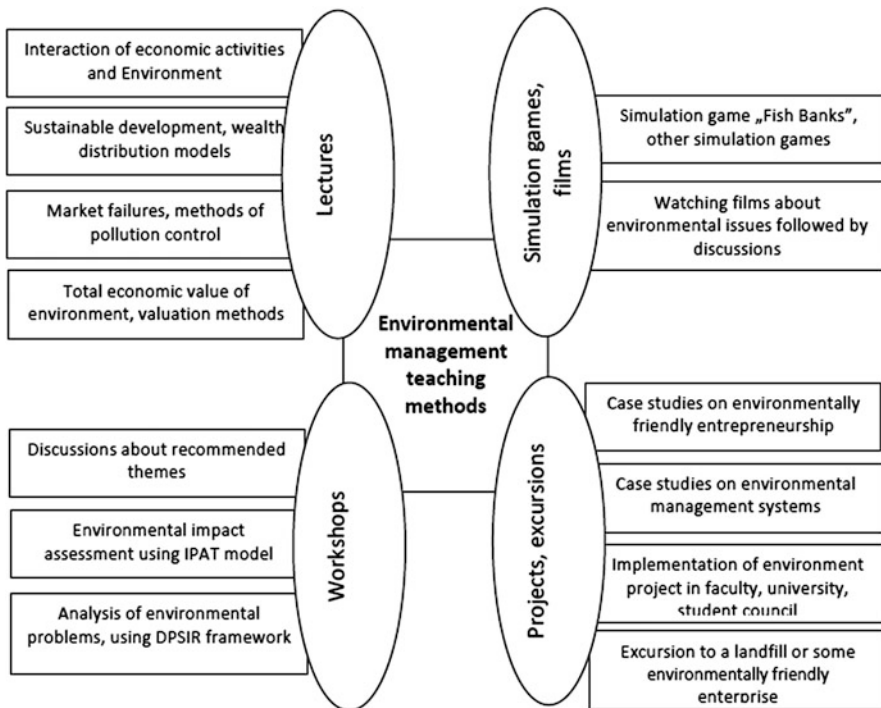 Interaction of economic activities
and Environment
Sustainable development, wealth
distribution models
Market failures, methods of
pollution control
Total economic value of
environment, valuation methods
Lectures
Simulation games,
films
Simulation game „Fish Banks”,
other simulation games
Watching films about
environmental issues followed by
discussions
Environmental
management
teaching
methods
Discussions about recommended
themes
Environmental impact
assessment using IPAT model
Analysis of environmental
problems, using DPSIR framework
Workshops
Projects, excursions
Case studies on environmentally
friendly entrepreneurship
Case studies on environmental
management systems
Implementation of environment
project in faculty, university,
student council
Excursion to a landfill or some
environmentally friendly
enterprise